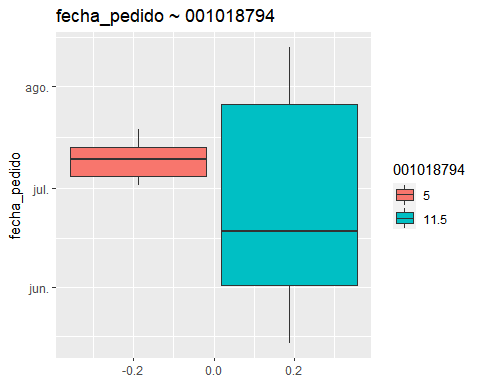 fecha_pedido ~ 001018794
ago.
jul.
jun.
fecha_pedido
-0.2
0.0
0.2
001018794
5
11.5